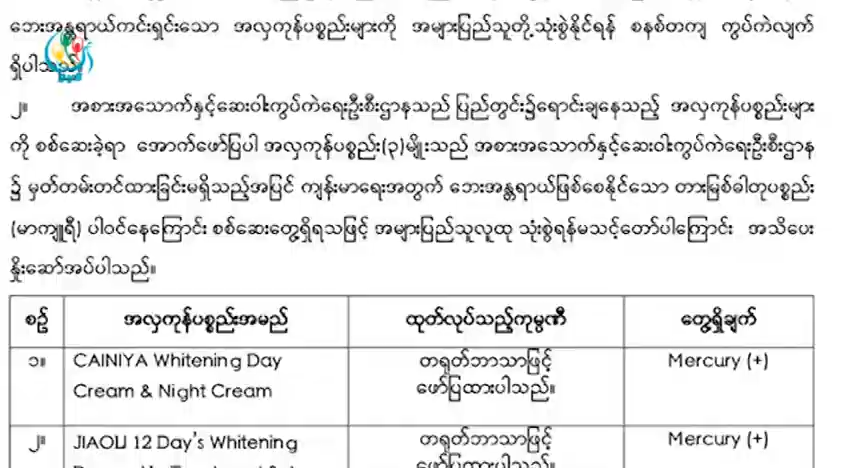 ဘေးအန္တရာယ်ကင်းရှင်းသော အလှကုန်ပစ္စည်းများကို အများပြည်သူတို့သုံးစွဲနိုင်ရန် စနစ်တကျ ကွပ်ကဲလျက်
ရှိပါသည်။
၂။ အစားအသောက်နှင့်ဆေးဝါးကွပ်ကဲရေးဦးစီးဌာနသည် ပြည်တွင်း၌ရောင်းချနေသည့် အလှကုန်ပစ္စည်းများ
ကို စစ်ဆေးခဲ့ရာ အောက်ဖော်ပြပါ အလှကုန်ပစ္စည်း(၃)မျိုးသည် အစားအသောက်နှင့်ဆေးဝါးကွပ်ကဲရေးဦးစီးဌာန
၌ မှတ်တမ်းတင်ထားခြင်းမရှိသည့်အပြင် ကျန်းမာရေးအတွက် ဘေးအန္တရာယ်ဖြစ်စေနိုင်သော တားမြစ်ဓါတုပစ္စည်း
(မာကျူရီ) ပါဝင်နေကြောင်း စစ်ဆေးတွေ့ရှိရသဖြင့် အများပြည်သူလူထု သုံးစွဲရန်မသင့်တော်ပါကြောင်း အသိပေး
နှိုးဆော်အပ်ပါသည်။
စဉ် အလှကုန်ပစ္စည်းအမည် ထုတ်လုပ်သည့်ကုမ္ပဏီ တွေ့ရှိချက်
၁။ CAINIYA Whitening Day တရုတ်ဘာသာဖြင့် Mercury (+)
Cream & Night Cream ဖော်ပြထားပါသည်။
၂။ JIAOLI 12 Day's Whitening တရုတ်ဘာသာဖြင့် Mercury (+)
ဖော်ပြထားပါသည်။